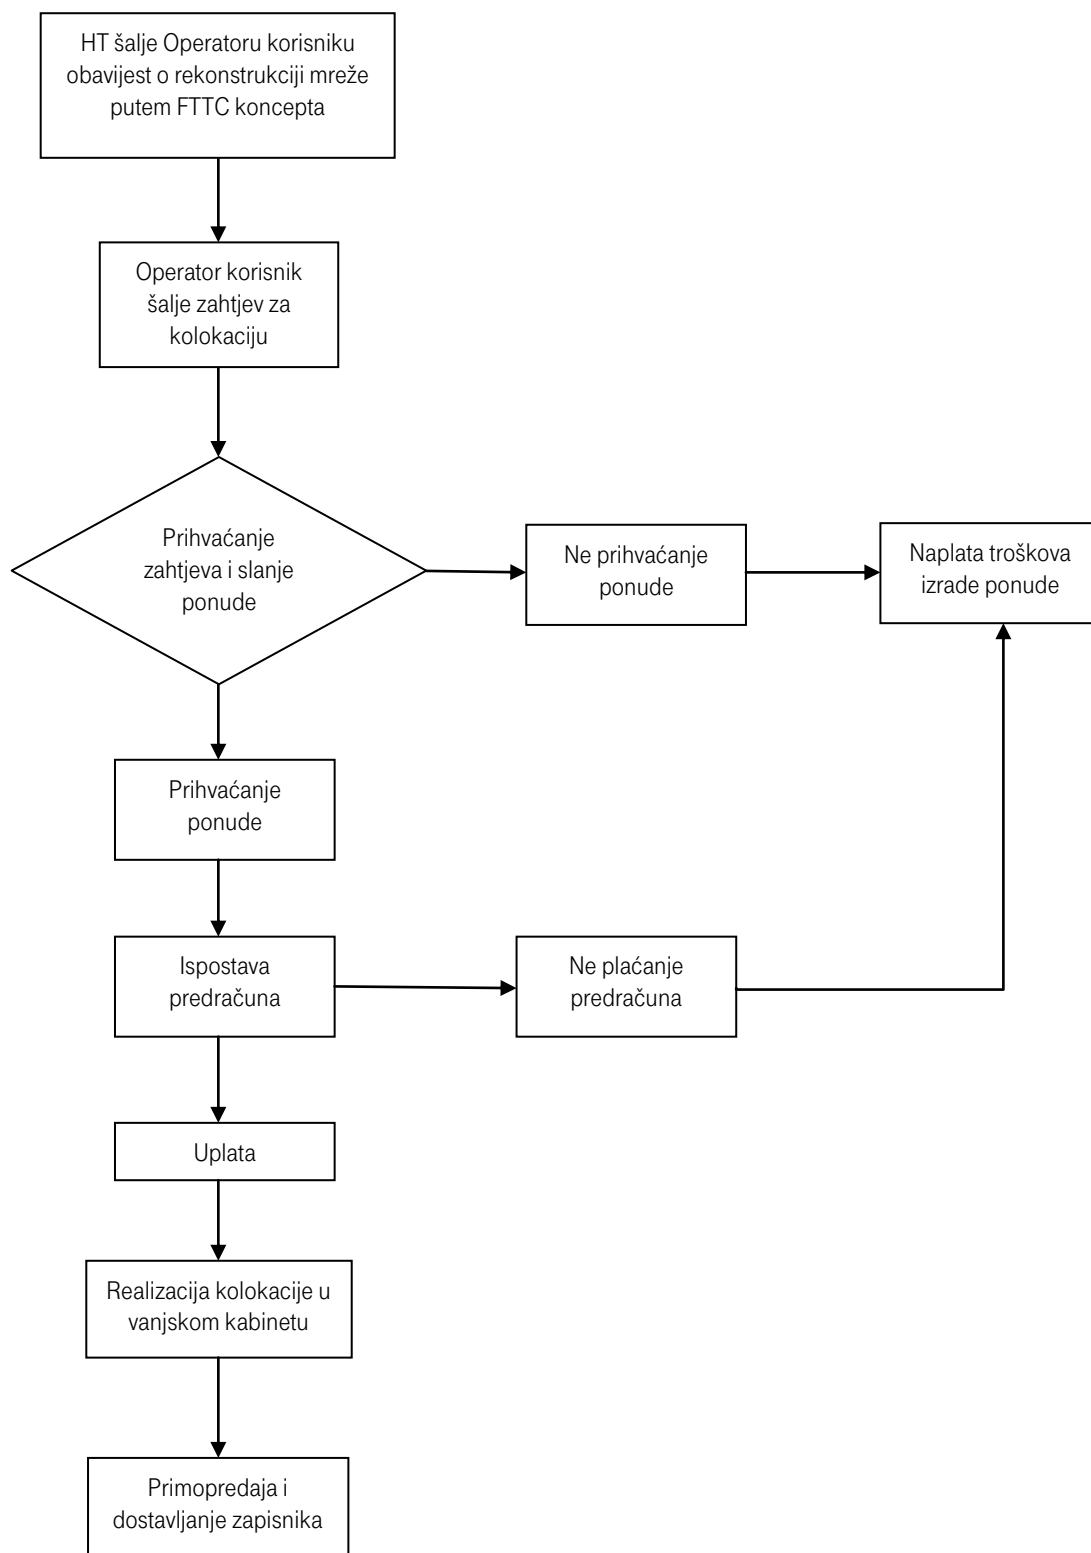 HT šalje Operatoru korisniku
obavijest o rekonstrukciji mreže
putem FTTC koncepta
Operator korisnik
šalje zahtjev za
kolokaciju
Prihvaćanje
zahtjeva i slanje
ponude
Ne prihvaćanje
ponude
Naplata troškova
izrade ponude
Prihvaćanje
ponude
Ispostava
predračuna
Ne plaćanje
predračuna
Uplata
Realizacija kolokacije u
vanjskom kabinetu
Primopredaja i
dostavljanje zapisnika